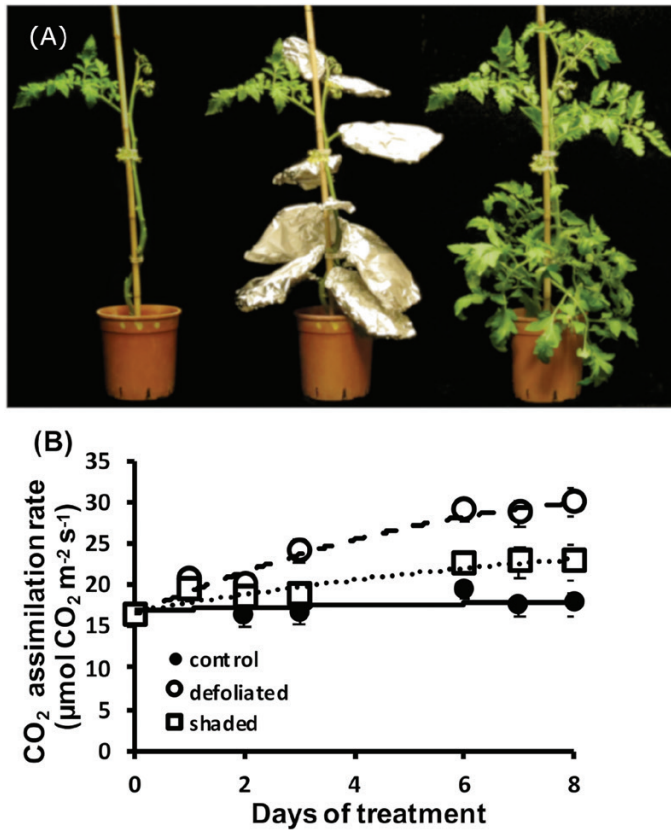 (A)
(B)
35
30
25
20
15
10
5
0
CO₂ assimilation rate
(µmol CO₂ m⁻² s⁻¹)
control
defoliated
shaded
0 2 4 6 8
Days of treatment